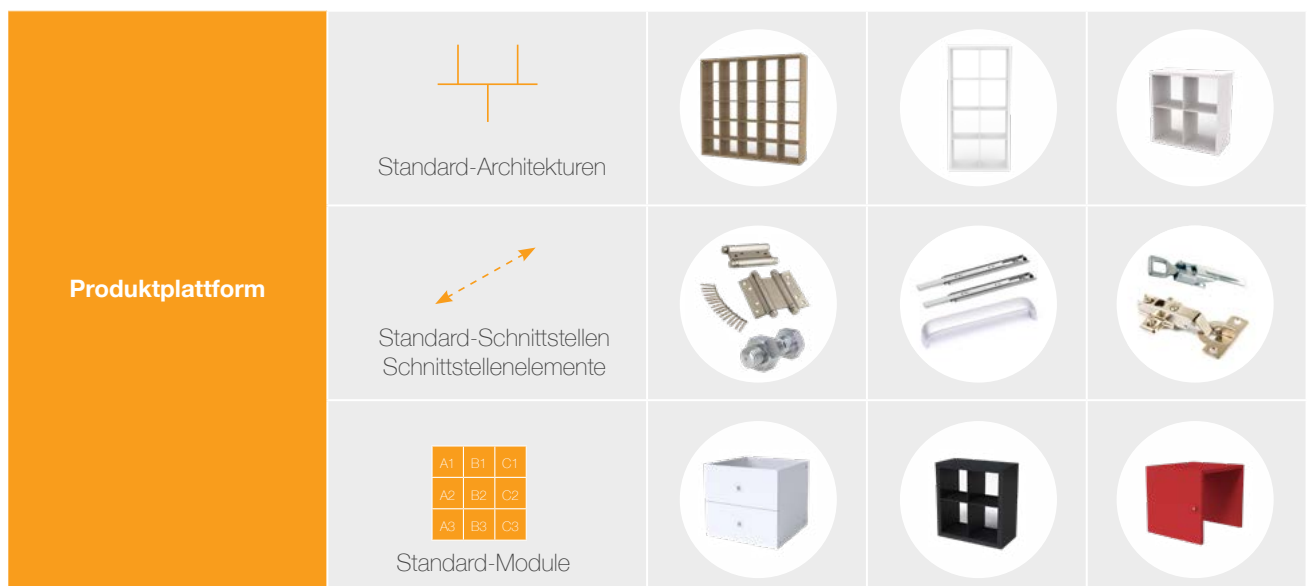 Produktplattform
Standard-Architekturen
Standard-Schnittstellen
Schnittstellenelemente
A1 B1 C1
A2 B2 C2
A3 B3 C3
Standard-Module